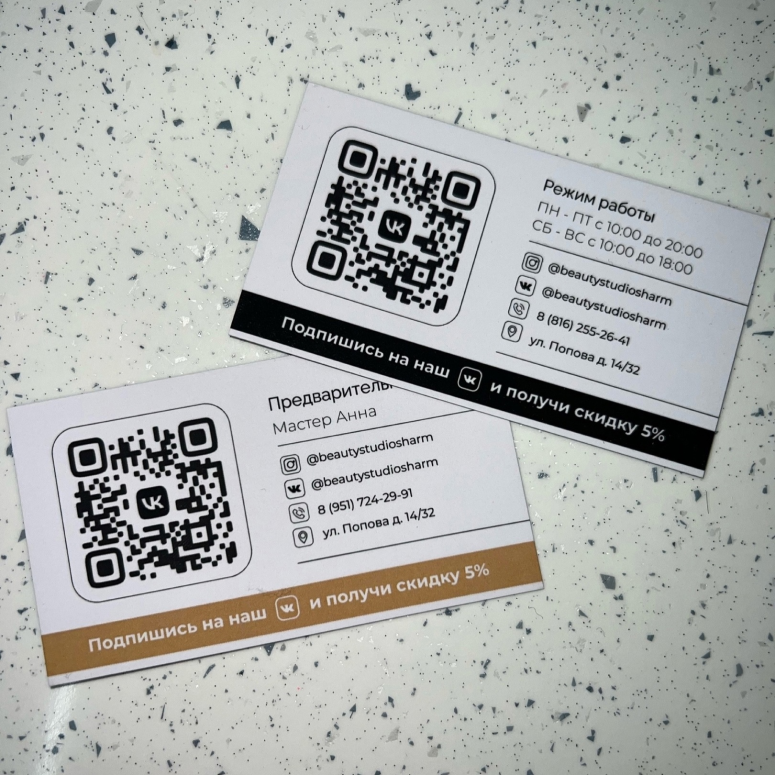 Режим работы
ПН - ПТ с 10:00 до 20:00
СБ - ВС с 10:00 до 18:00
@beautystudiosharm
@beautystudiosharm
8 (816) 255-26-41
ул. Попова д. 14/32
Подпишись на наш и получи скидку 5%
Мастер Анна
@beautystudiosharm
@beautystudiosharm
8 (951) 724-29-91
ул. Попова д. 14/32
Подпишись на наш и получи скидку 5%